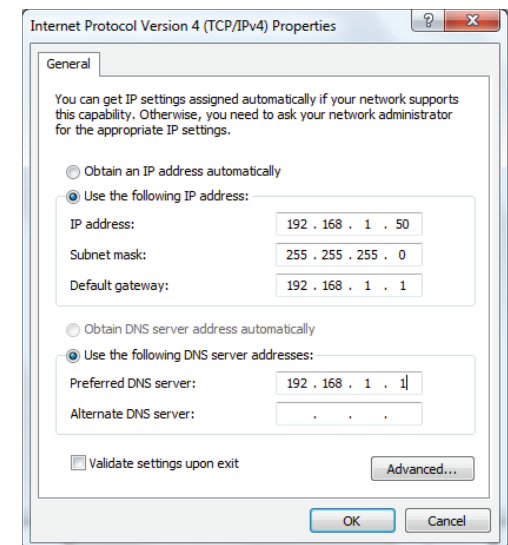 Internet Protocol Version 4 (TCP/IPv4) Properties
General
You can get IP settings assigned automatically if your network supports
this capability. Otherwise, you need to ask your network administrator
for the appropriate IP settings.
Obtain an IP address automatically
Use the following IP address:
IP address: 192 . 168 . 1 . 50
Subnet mask: 255 . 255 . 255 . 0
Default gateway: 192 . 168 . 1 . 1
Obtain DNS server address automatically
Use the following DNS server addresses:
Preferred DNS server: 192 . 168 . 1 . 1
Alternate DNS server: . . .
Validate settings upon exit
Advanced...
OK Cancel